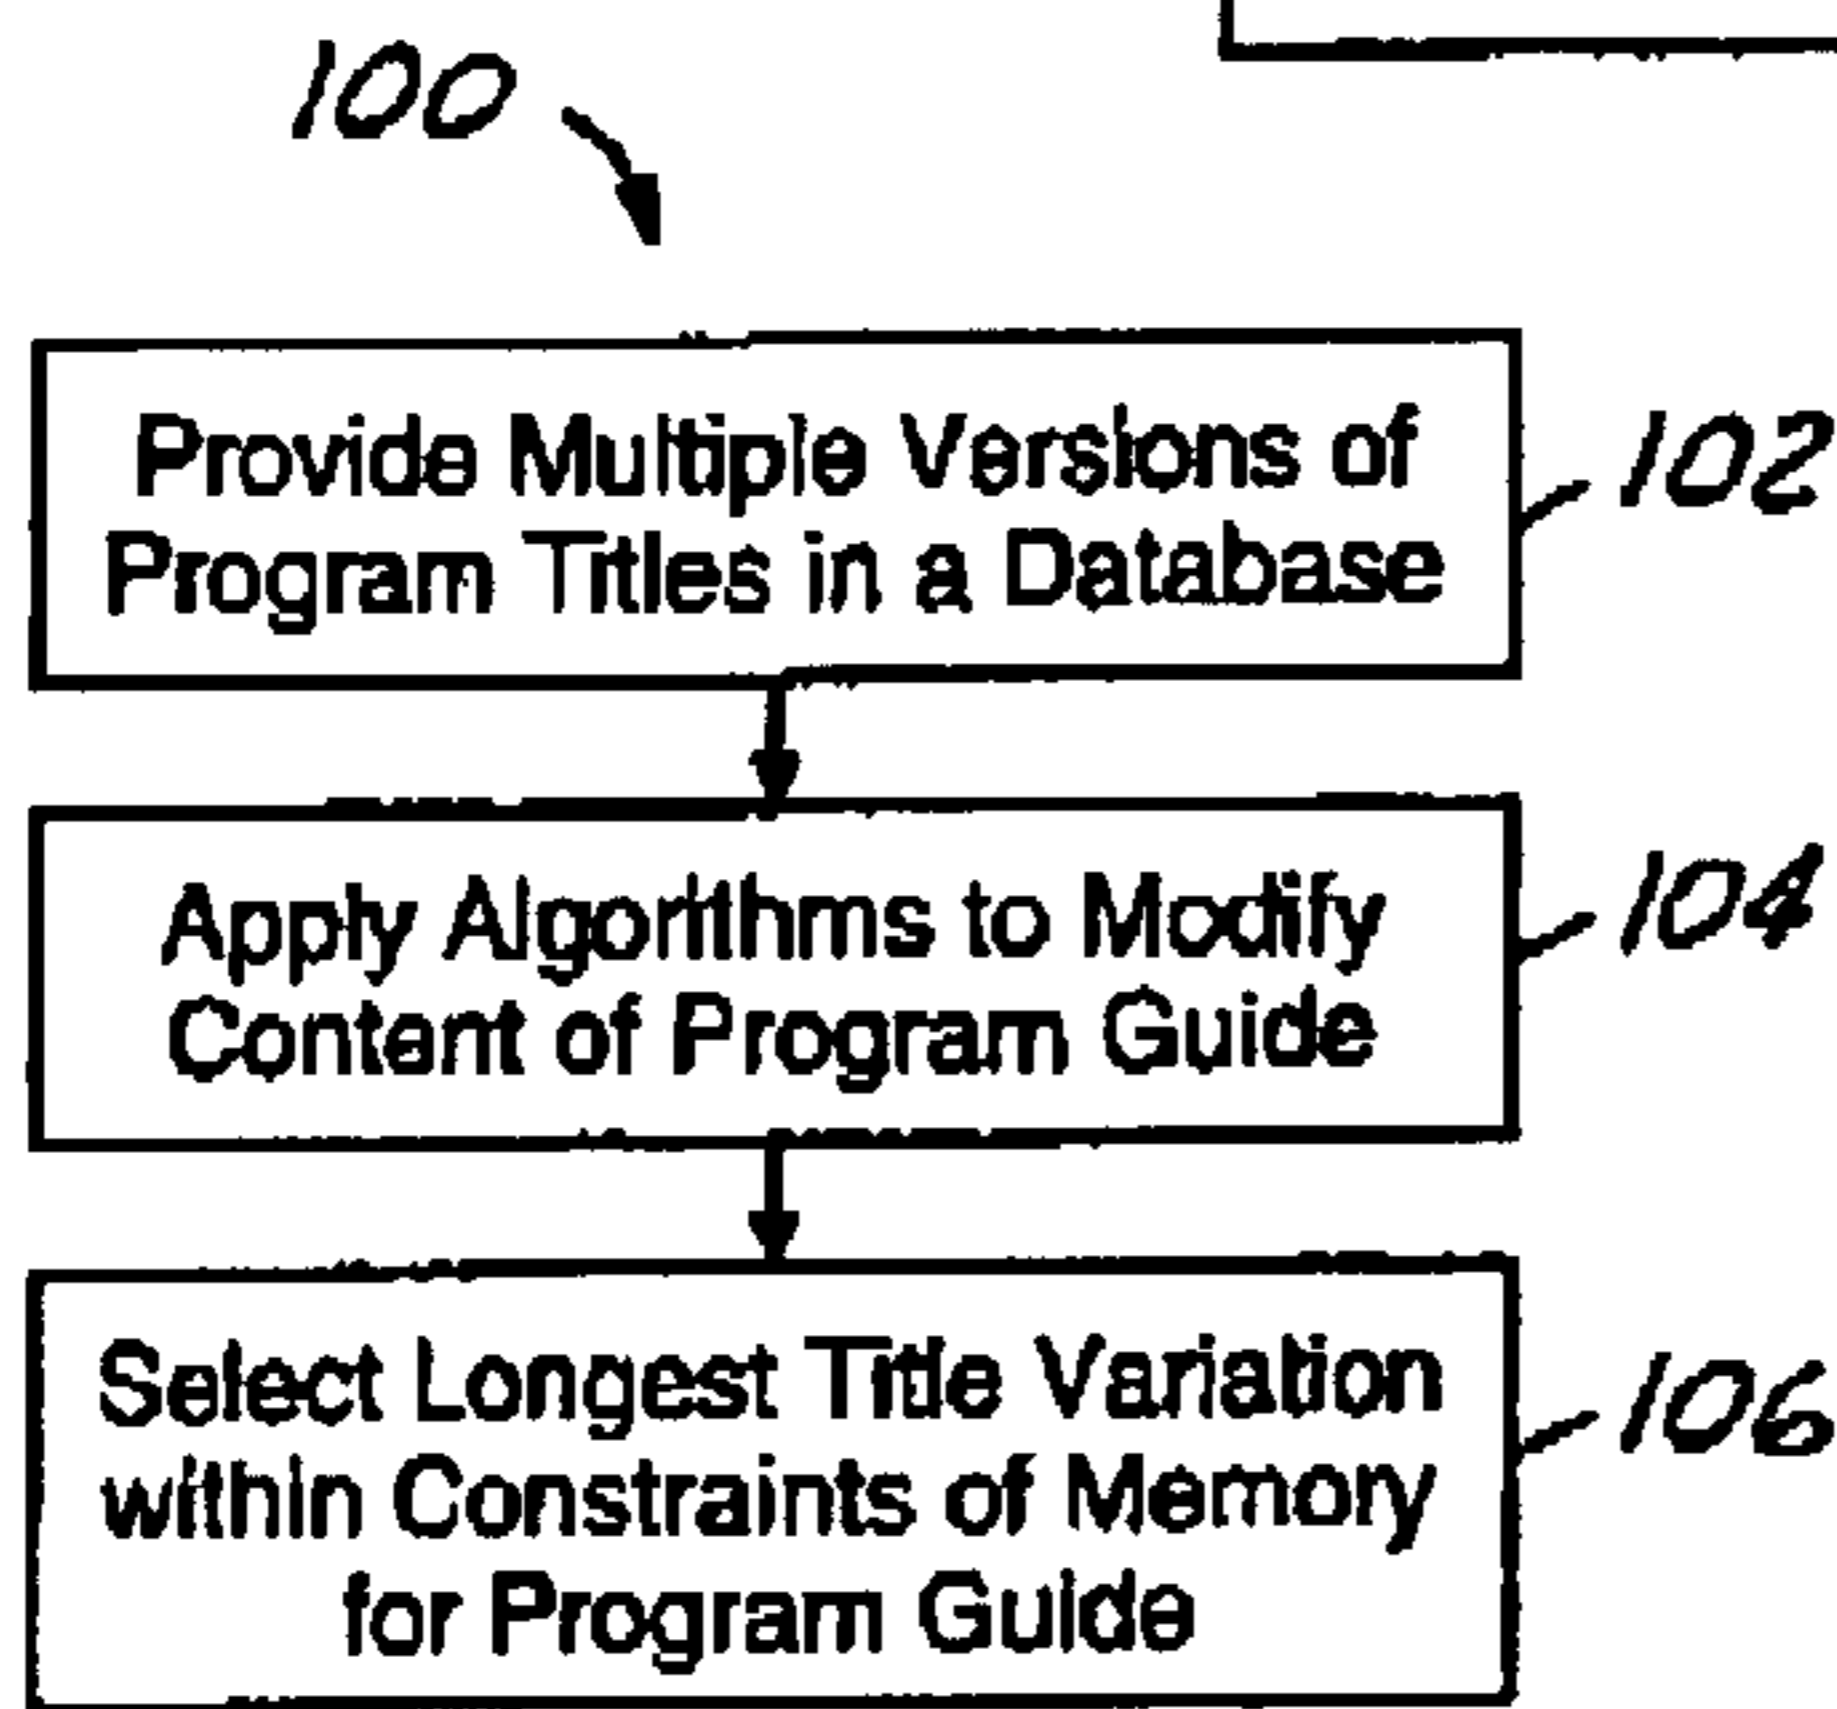 100
Provide Multiple Versions of
Program Titles in a Database
102
Apply Algorithms to Modify
Content of Program Guide
104
Select Longest Title Variation
within Constraints of Memory
for Program Guide
106